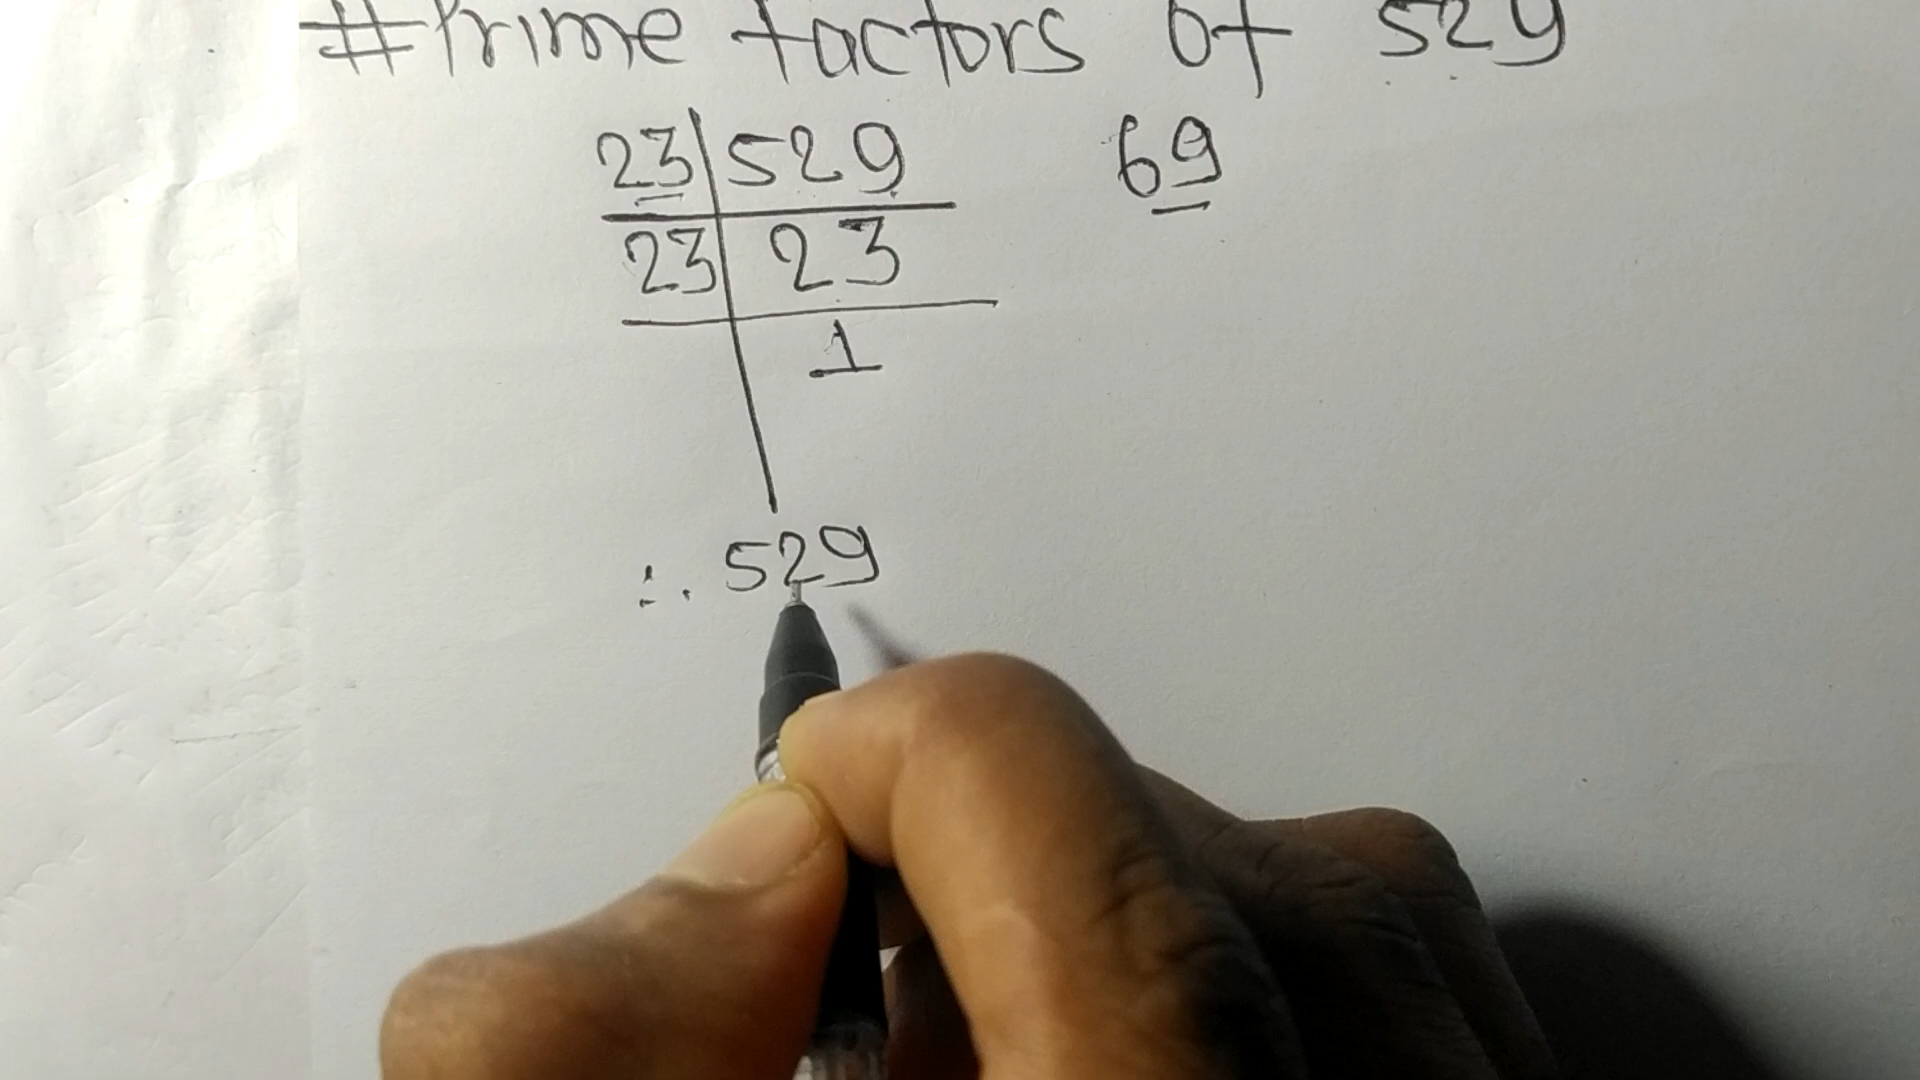 #Prime factors of 529
23 529 69
23 23
1
∴ 529